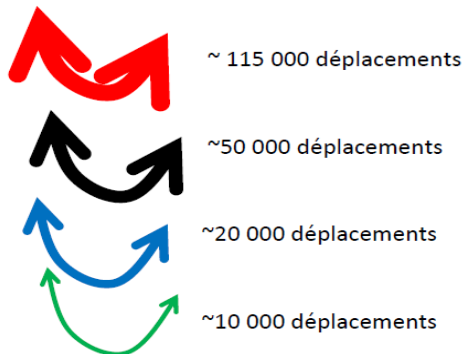 ~ 115 000 déplacements
~50 000 déplacements
~20 000 déplacements
~10 000 déplacements